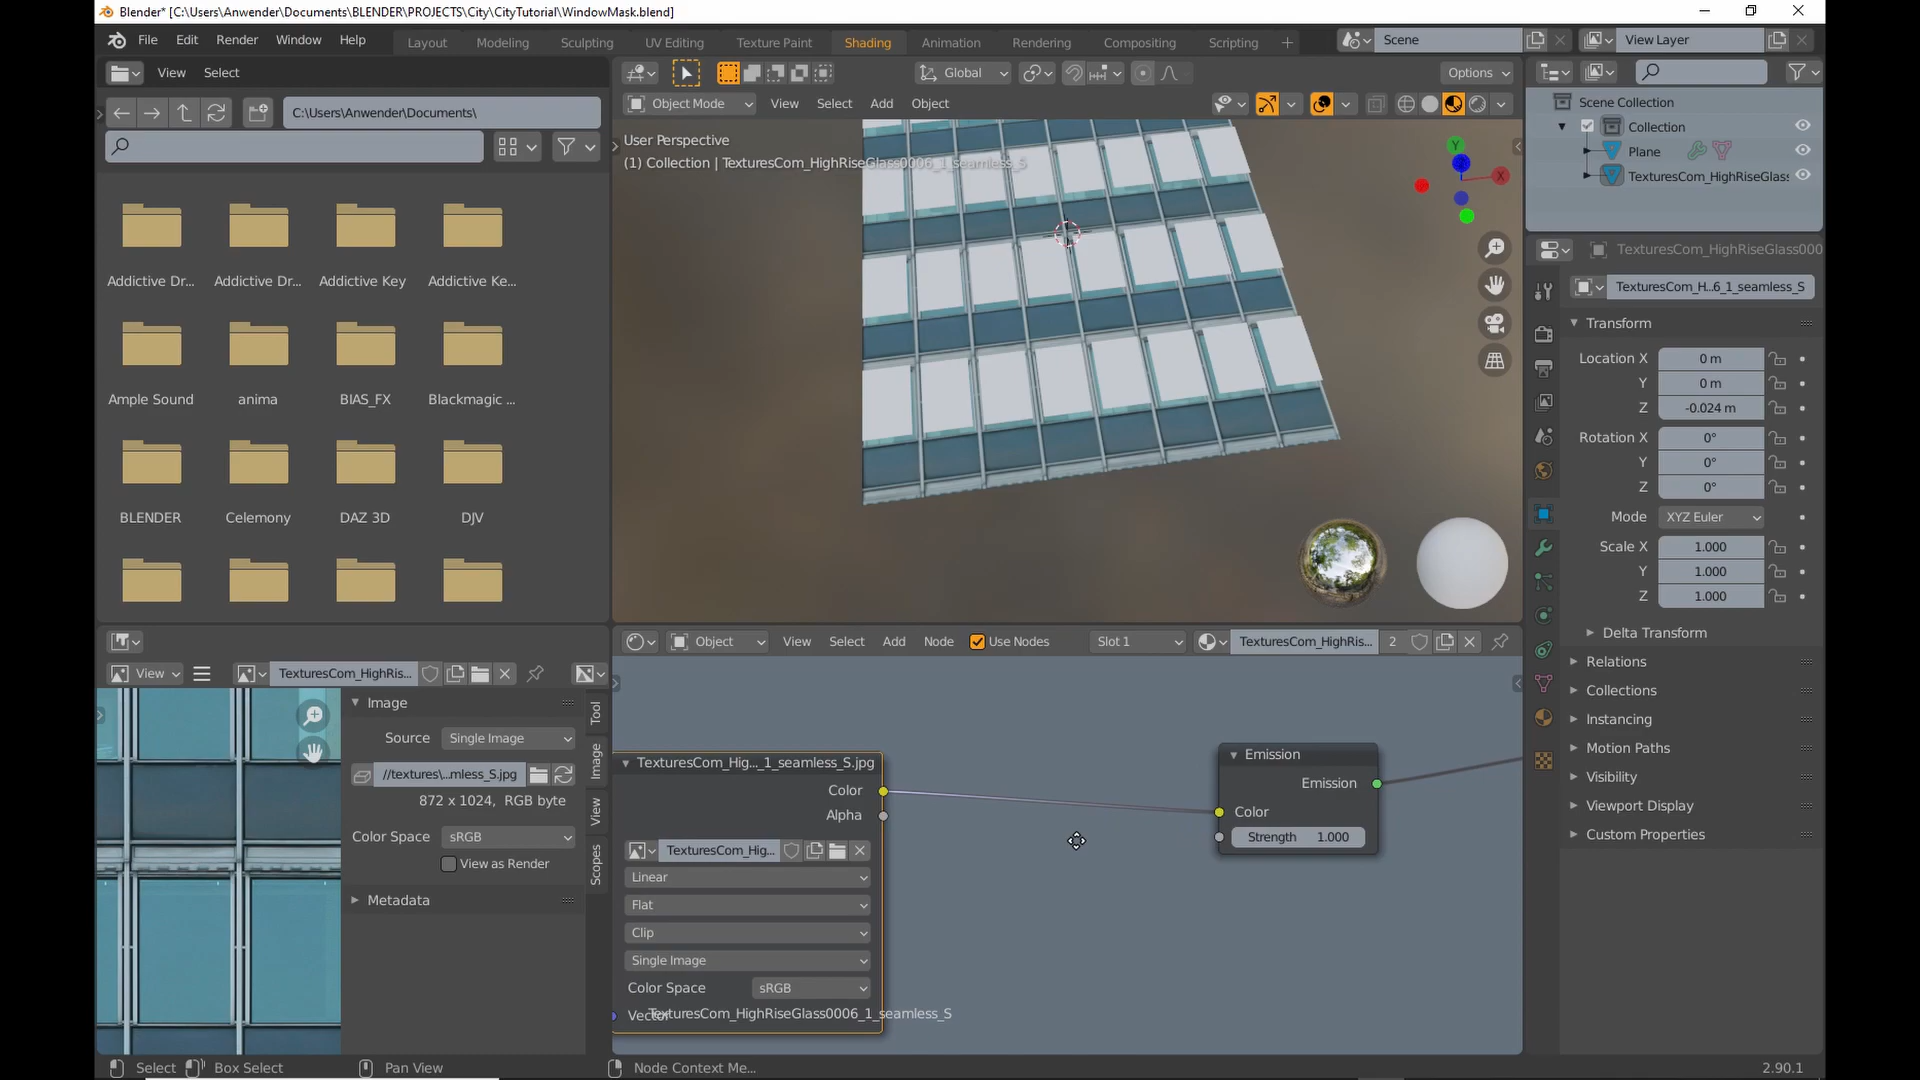 Blender* [C:\Users\Anwender\Documents\BLENDER\PROJECTS\City\CityTutorial\WindowMask.blend]
File Edit Render Window Help
Layout Modeling Sculpting UV Editing Texture Paint Shading Animation Rendering Compositing Scripting +
Scene
View Layer
View Select
C:\Users\Anwender\Documents\
Addictive Dr... Addictive Dr... Addictive Key Addictive Ke...
Ample Sound anima BIAS_FX Blackmagic ...
BLENDER Celemony DAZ 3D DJV
Global
Options
Object Mode View Select Add Object
User Perspective
(1) Collection | TexturesCom_HighRiseGlass0006_1_seamless_S
Y
X
Scene Collection
Collection
Plane
TexturesCom_HighRiseGlass
TexturesCom_HighRiseGlass000
TexturesCom_H...6_1_seamless_S
Transform
Location X 0 m
Y 0 m
Z -0.024 m
Rotation X 0°
Y 0°
Z 0°
Mode XYZ Euler
Scale X 1.000
Y 1.000
Z 1.000
Delta Transform
Relations
Collections
Instancing
Motion Paths
Visibility
Viewport Display
Custom Properties
View TexturesCom_HighRis...
Image
Source Single Image
//textures\...mless_S.jpg
872 x 1024, RGB byte
Color Space sRGB
View as Render
Metadata
Tool
Image
View
Scopes
Object View Select Add Node Use Nodes Slot 1 TexturesCom_HighRis... 2
TexturesCom_Hig..._1_seamless_S.jpg
Color
Alpha
TexturesCom_Hig...
Linear
Flat
Clip
Single Image
Color Space sRGB
Vector
TexturesCom_HighRiseGlass0006_1_seamless_S
Emission
Emission
Color
Strength 1.000
Select Box Select Pan View Node Context Me... 2.90.1